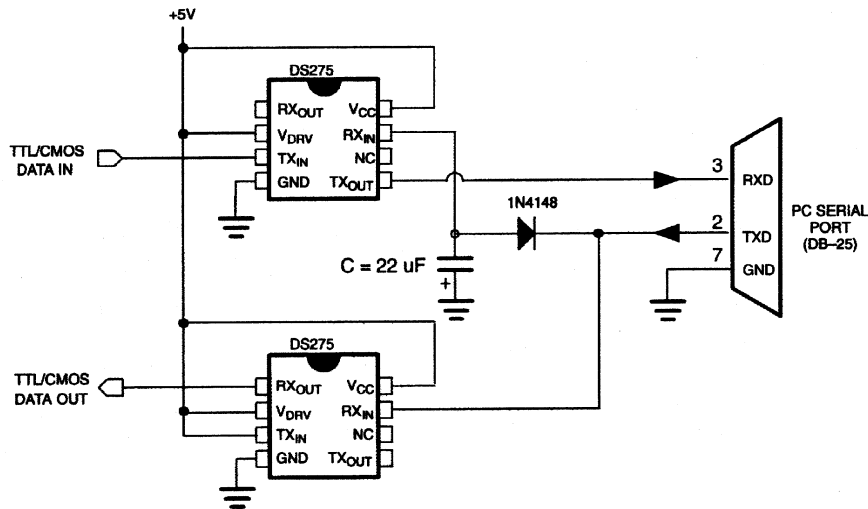 +5V
DS275
RXOUT
VCC
VDRV
RXIN
TXIN
NC
GND
TXOUT
TTL/CMOS
DATA IN
1N4148
C = 22 uF
+
3
RXD
2
TXD
7
GND
PC SERIAL
PORT
(DB–25)
DS275
RXOUT
VCC
VDRV
RXIN
TXIN
NC
GND
TXOUT
TTL/CMOS
DATA OUT